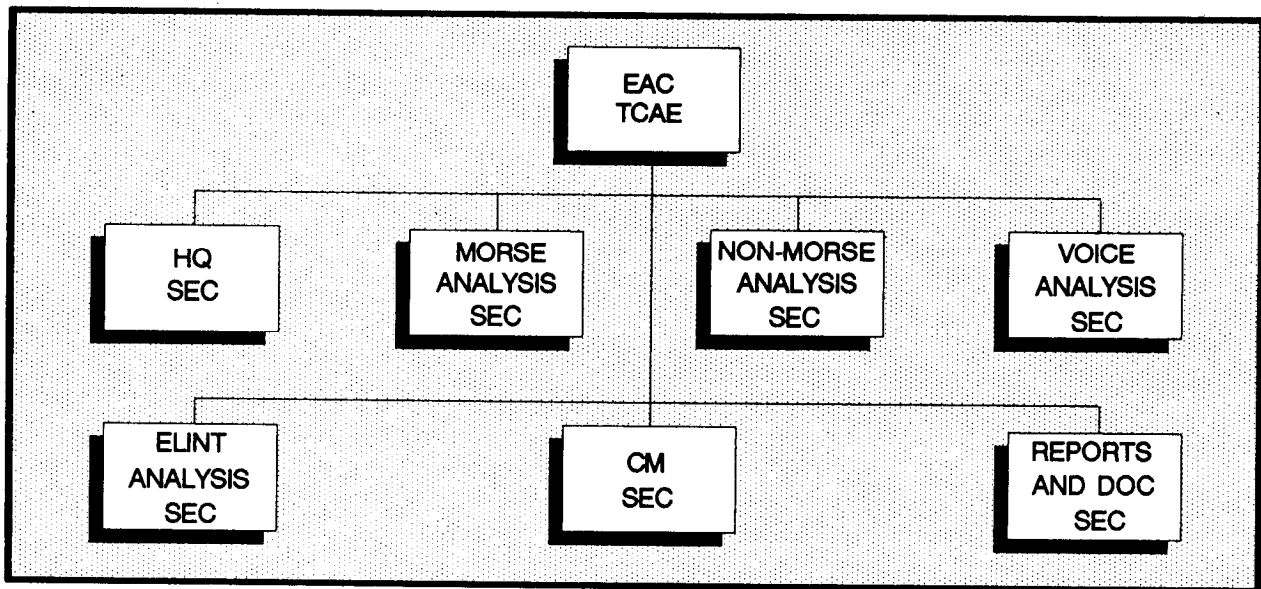 EAC
TCAE
HQ
SEC
MORSE
ANALYSIS
SEC
NON-MORSE
ANALYSIS
SEC
VOICE
ANALYSIS
SEC
ELINT
ANALYSIS
SEC
CM
SEC
REPORTS
AND DOC
SEC